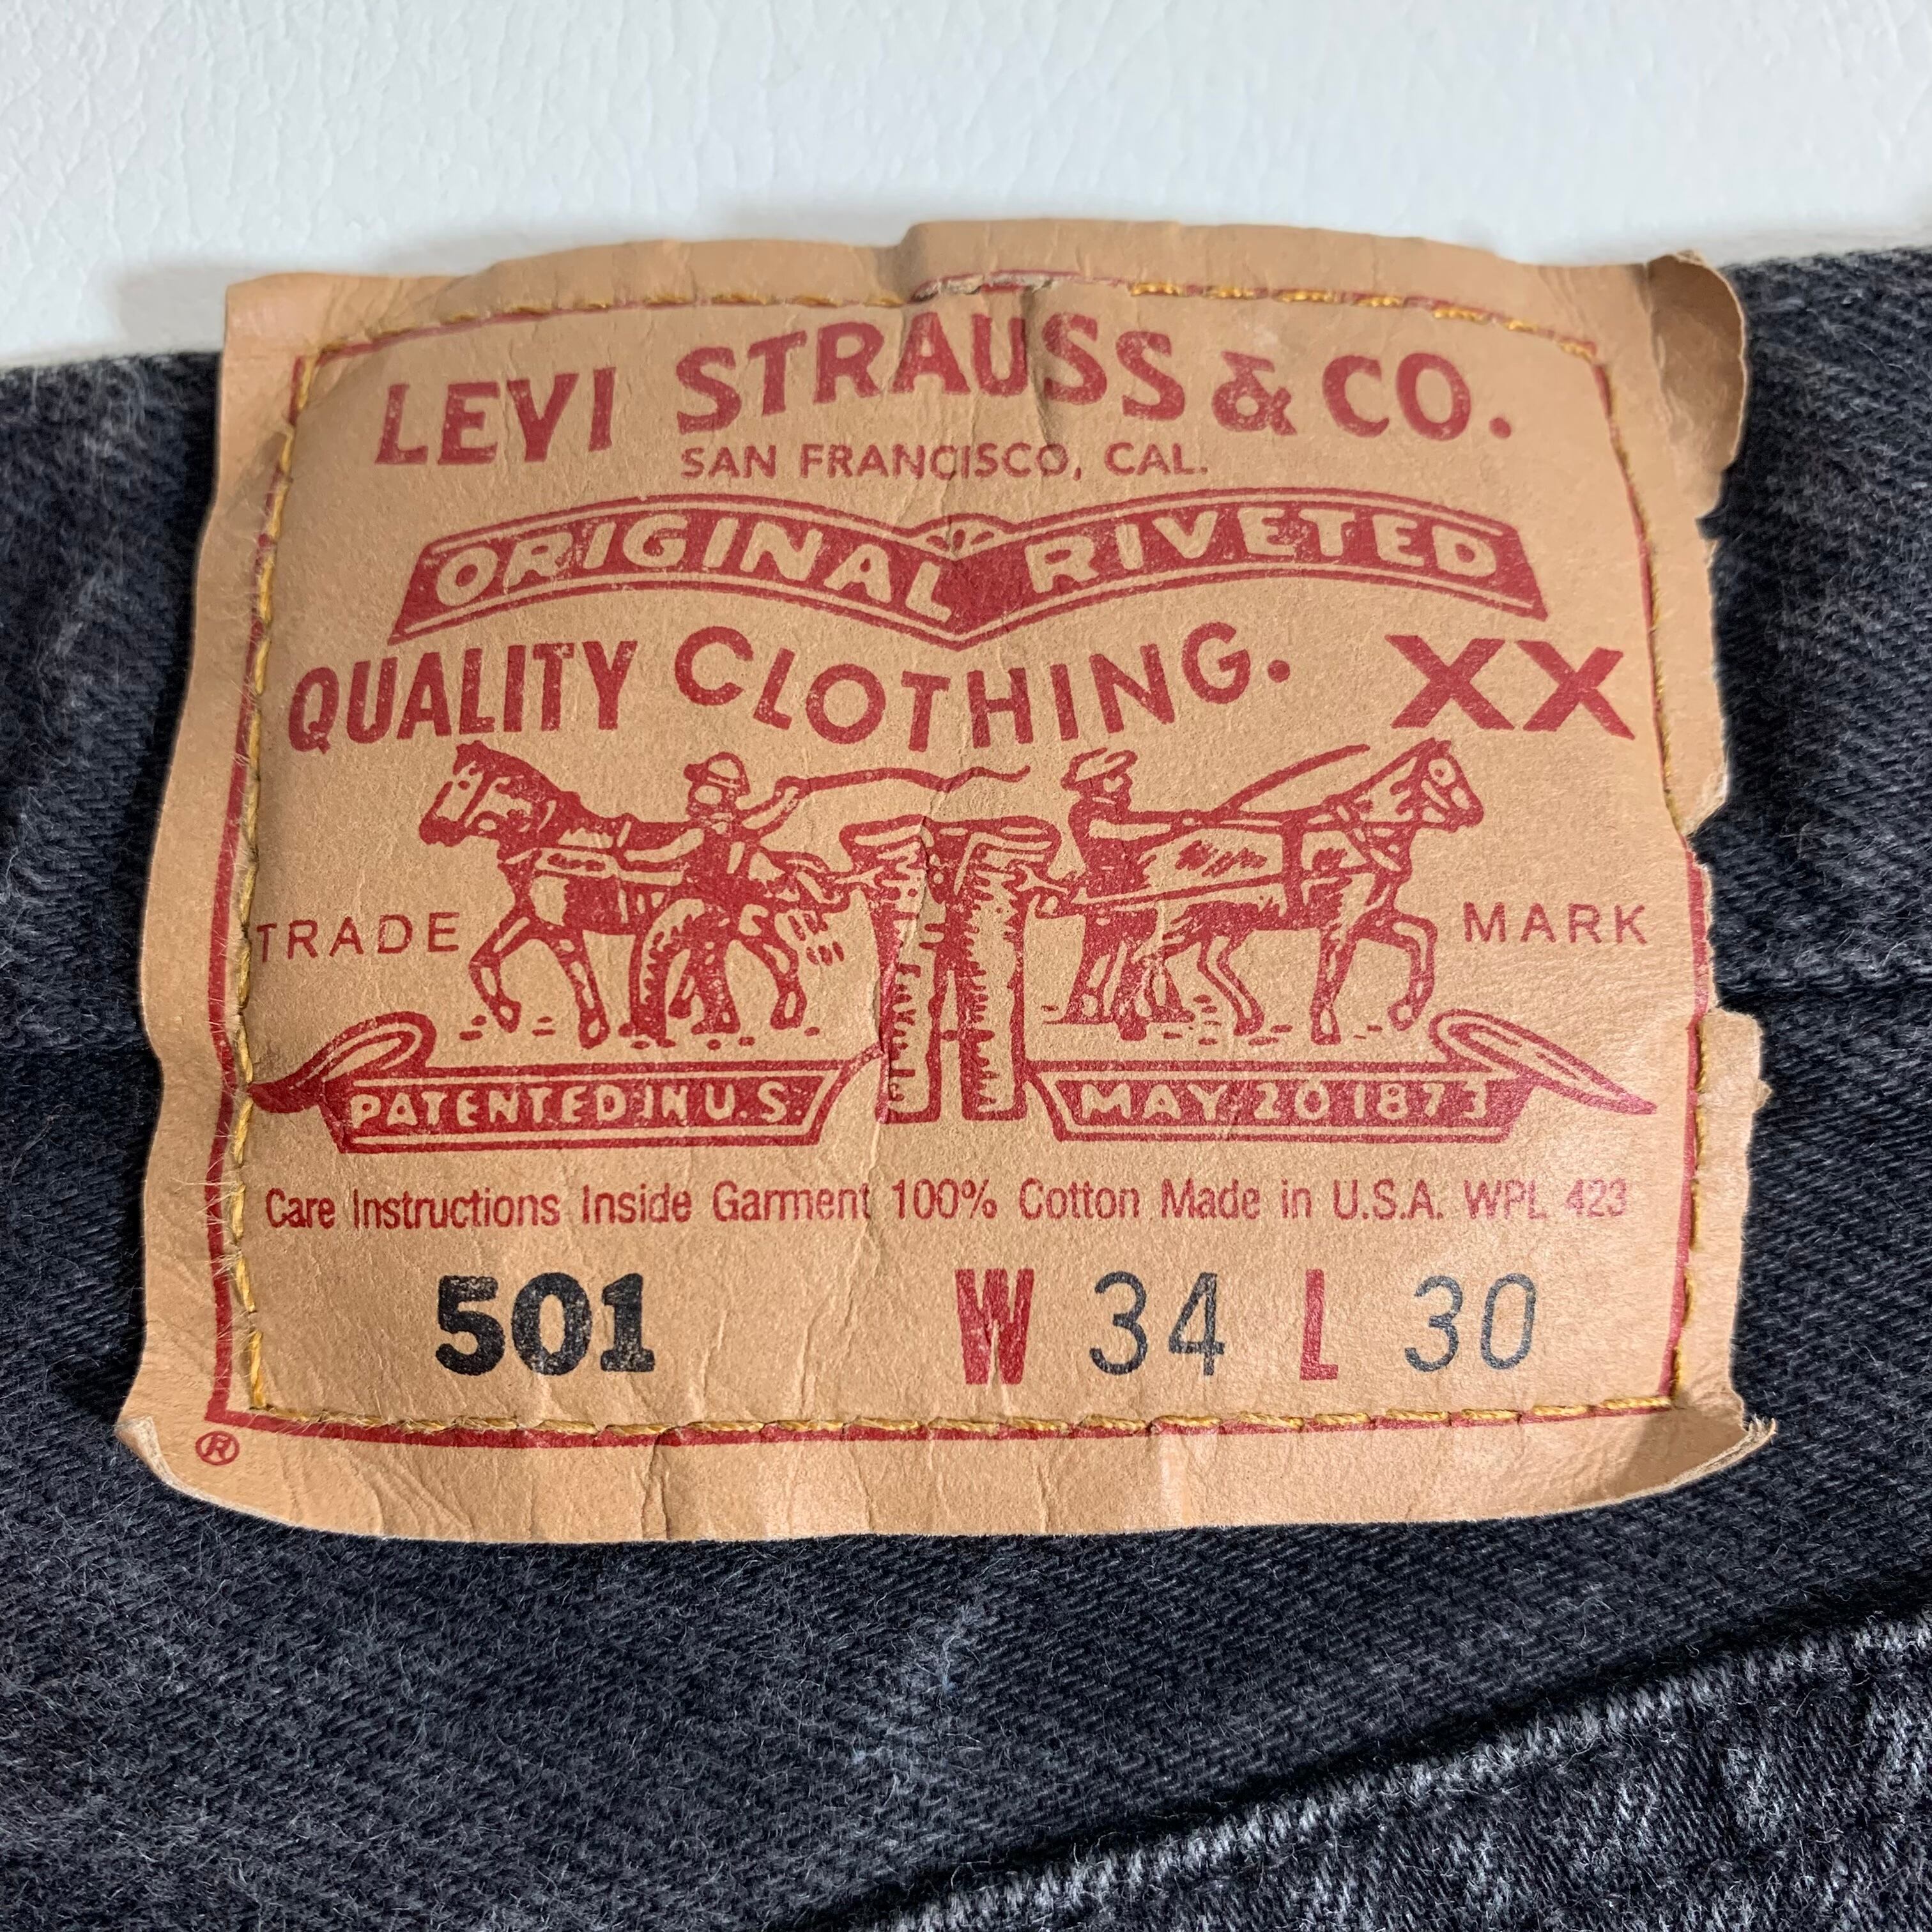 LEVI STRAUSS & CO.
SAN FRANCISCO, CAL.
ORIGINAL RIVETED
QUALITY CLOTHING. XX
TRADE MARK
PATENTED IN U.S. MAY 20 1873
Care Instructions Inside Garment 100% Cotton Made in U.S.A. WPL 423
501 W 34 L 30
®